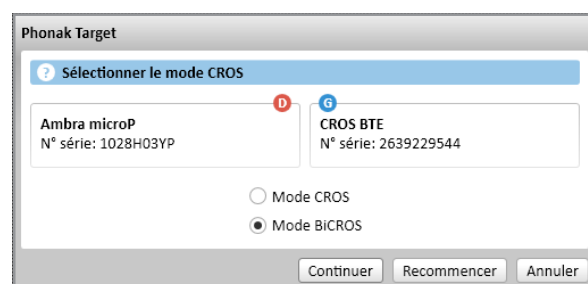 Phonak Target
? Sélectionner le mode CROS
D
G
Ambra microP
N° série: 1028H03YP
CROS BTE
N° série: 2639229544
Mode CROS
Mode BiCROS
Continuer
Recommencer
Annuler